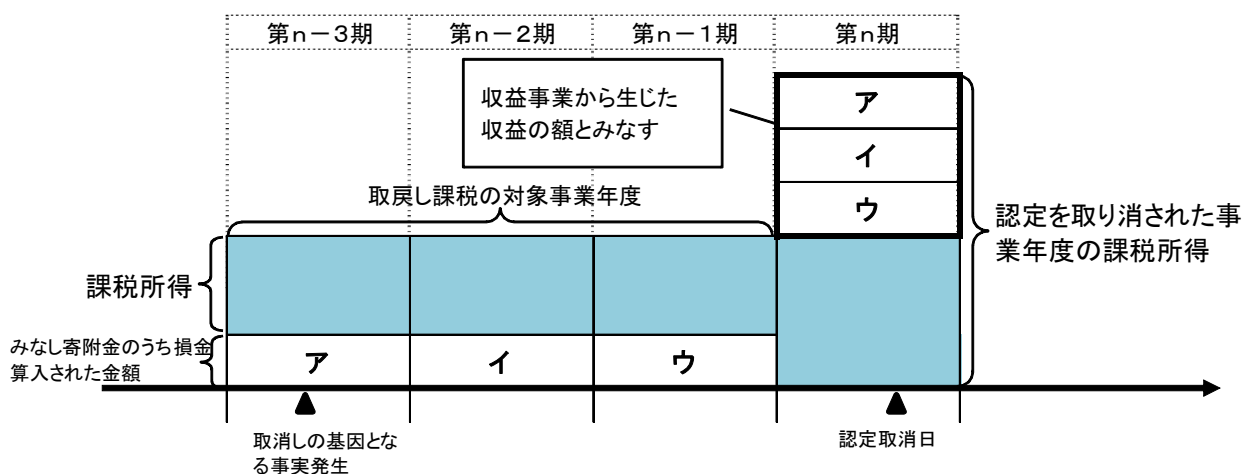 第n－3期
第n－2期
第n－1期
第n期
収益事業から生じた
収益の額とみなす
ア
イ
ウ
取戻し課税の対象事業年度
認定を取り消された事
業年度の課税所得
課税所得
みなし寄附金のうち損金
算入された金額
ア
イ
ウ
取消しの基因とな
る事実発生
認定取消日